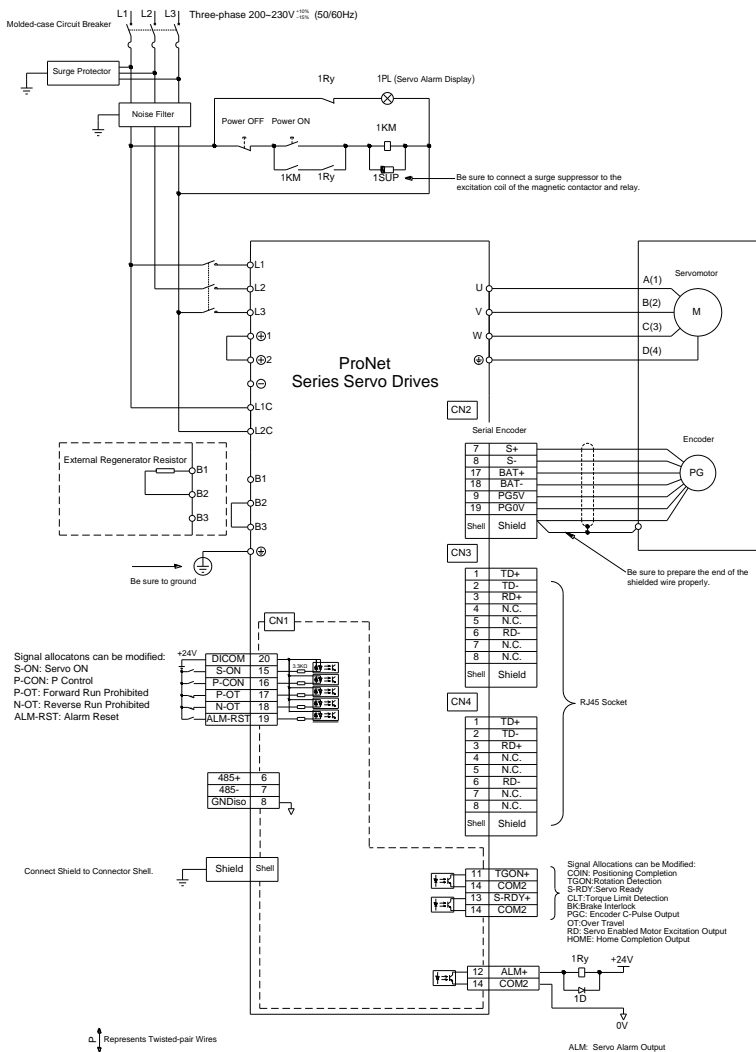 L1 L2 L3 Three-phase 200~230V +10% -15% (50/60Hz)
Molded-case Circuit Breaker
Surge Protector
Noise Filter
1Ry 1PL (Servo Alarm Display)
Power OFF Power ON
1KM
1KM 1Ry 1SUP
Be sure to connect a surge suppressor to the
excitation coil of the magnetic contactor and relay.
L1
L2
L3
1
2
L1C
L2C
ProNet
Series Servo Drives
U
V
W
A(1)
B(2)
C(3)
D(4)
Servomotor
M
External Regenerator Resistor
B1
B2
B3
B1
B2
B3
Be sure to ground
CN2
Serial Encoder
7 S+
8 S-
17 BAT+
18 BAT-
9 PG5V
19 PG0V
Shell Shield
Encoder
PG
Be sure to prepare the end of the
shielded wire properly.
CN3
1 TD+
2 TD-
3 RD+
4 N.C.
5 N.C.
6 RD-
7 N.C.
8 N.C.
Shell Shield
CN4
1 TD+
2 TD-
3 RD+
4 N.C.
5 N.C.
6 RD-
7 N.C.
8 N.C.
Shell Shield
RJ45 Socket
CN1
Signal allocatons can be modified:
S-ON: Servo ON
P-CON: P Control
P-OT: Forward Run Prohibited
N-OT: Reverse Run Prohibited
ALM-RST: Alarm Reset
+24V
DICOM 20
S-ON 15
P-CON 16
P-OT 17
N-OT 18
ALM-RST 19
3.3KΩ
485+ 6
485- 7
GNDiso 8
Connect Shield to Connector Shell.
Shield Shell
11 TGON+
14 COM2
13 S-RDY+
14 COM2
Signal Allocations can be Modified:
COIN: Positioning Completion
TGON:Rotation Detection
S-RDY:Servo Ready
CLT:Torque Limit Detection
BK:Brake Interlock
PGC: Encoder C-Pulse Output
OT:Over Travel
RD: Servo Enabled Motor Excitation Output
HOME: Home Completion Output
12 ALM+
14 COM2
1Ry +24V
1D
0V
P Represents Twisted-pair Wires
ALM: Servo Alarm Output